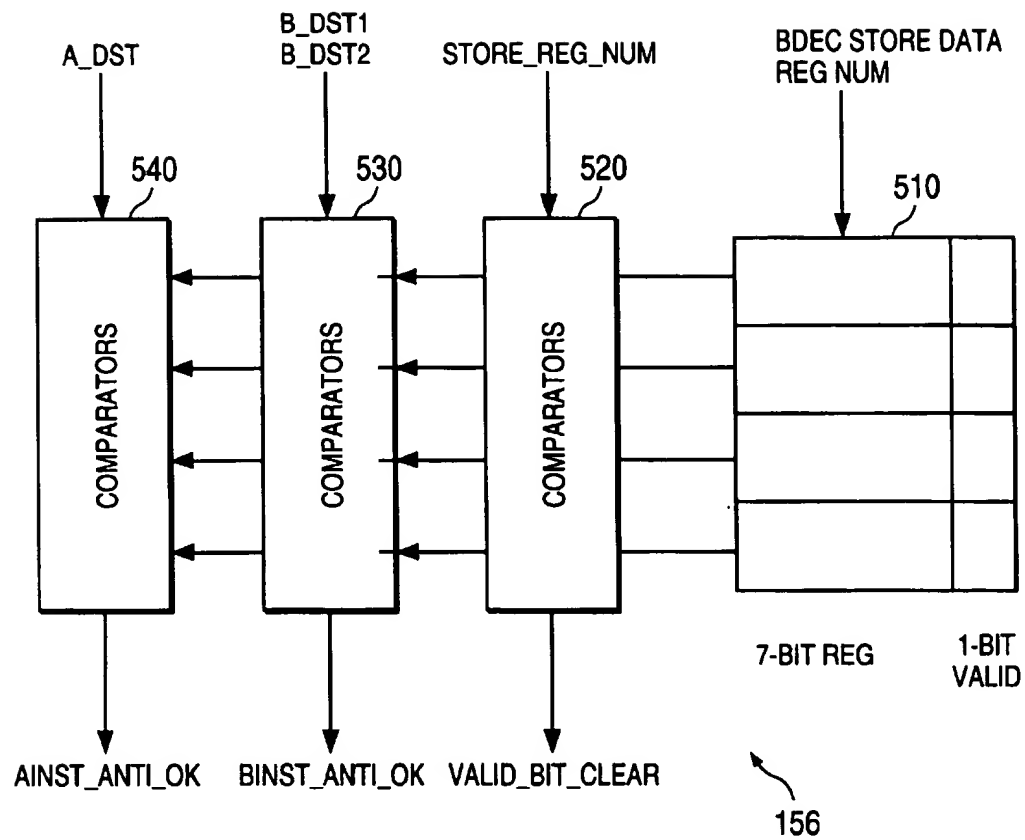 B_DST1
A_DST
B_DST2
STORE_REG_NUM
BDEC STORE DATA
REG NUM
540
530
520
510
COMPARATORS
COMPARATORS
COMPARATORS
7-BIT REG
1-BIT
VALID
AINST_ANTI_OK
BINST_ANTI_OK
VALID_BIT_CLEAR
156